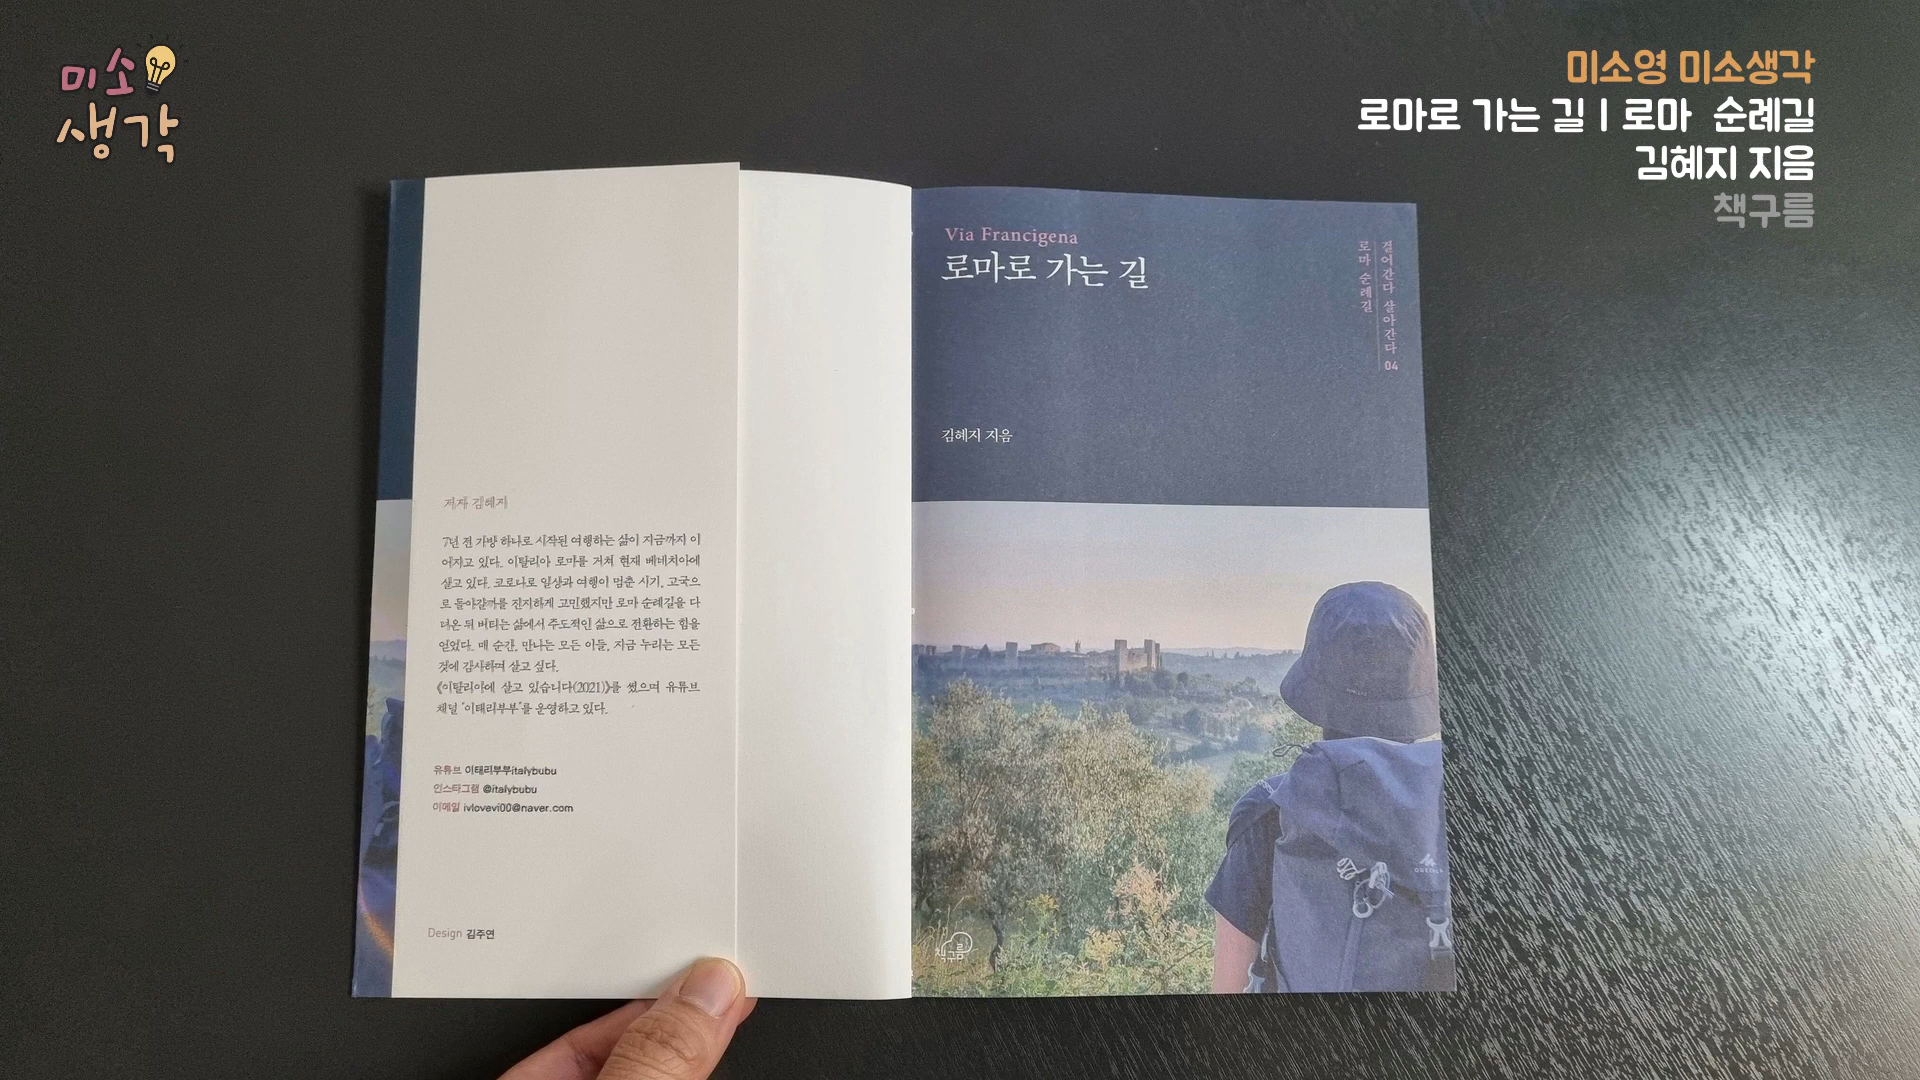 미소
생각
미소영 미소생각
로마로 가는 길 | 로마 순례길
김혜지 지음
책구름
저자 김혜지
7년 전 가방 하나로 시작된 여행하는 삶이 지금까지 이
어지고 있다. 이탈리아 로마를 거쳐 현재 베네치아에
살고 있다. 코로나로 일상과 여행이 멈춘 시기, 고국으
로 돌아갈까를 진지하게 고민했지만 로마 순례길을 다
녀온 뒤 버티는 삶에서 주도적인 삶으로 전환하는 힘을
얻었다. 매 순간, 만나는 모든 이들, 지금 누리는 모든
것에 감사하며 살고 싶다.
《이탈리아에 살고 있습니다(2021)》를 썼으며 유튜브
채널 '이태리부부'를 운영하고 있다.
유튜브 이태리부부italybubu
인스타그램 @italybubu
이메일 ivlovevi00@naver.com
Design 김주연
Via Francigena
로마로 가는 길
걸어간다 살아간다 04
로마 순례길
김혜지 지음
책구름